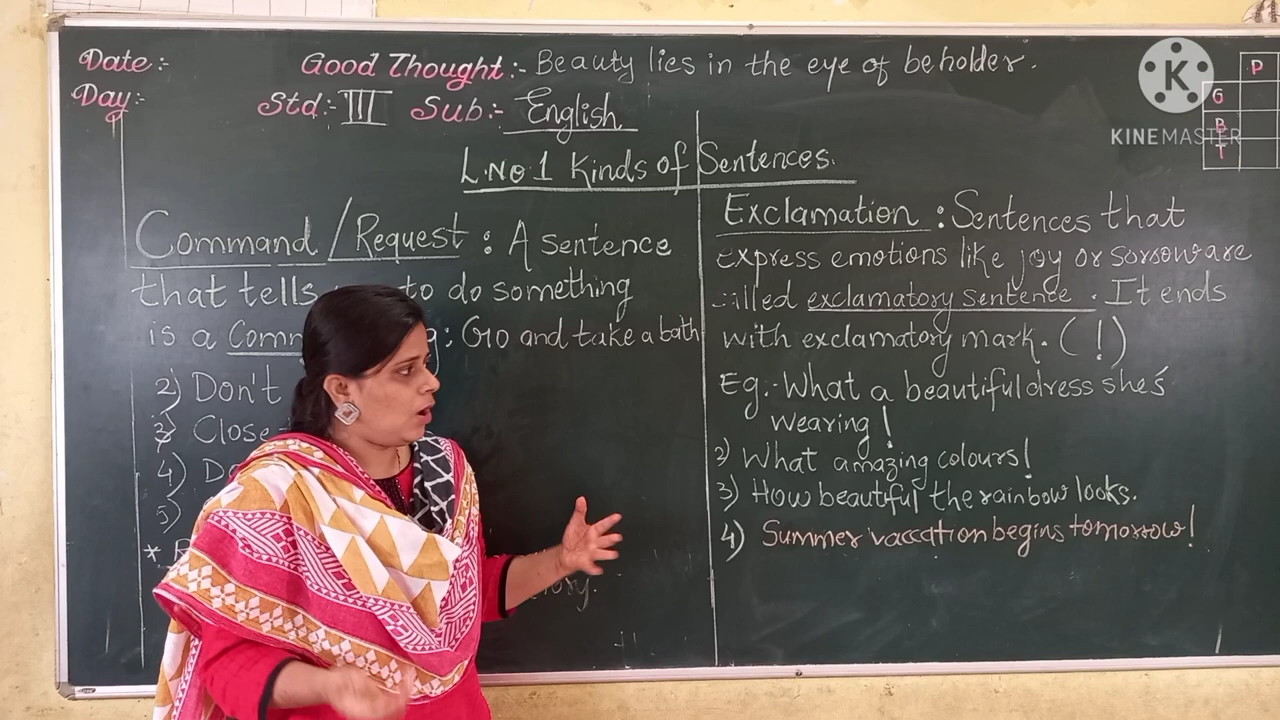 Date:-
Good Thought:- Beauty lies in the eye of beholder.
Day:-
Std:- III Sub:- English
L.No.1 Kinds of Sentences.
Command / Request : A sentence
that tells to do something
is a : Go and take a bath
2) Don't
3) Close
4)
5)
*
Exclamation : Sentences that
express emotions like joy or sorrow are
called exclamatory sentence. It ends
with exclamatory mark. (!)
Eg.- What a beautiful dress she's
wearing!
2) What amazing colours!
3) How beautiful the rainbow looks.
4) Summer vaccation begins tomorrow!
P
G
B
T
K
KINEMASTER